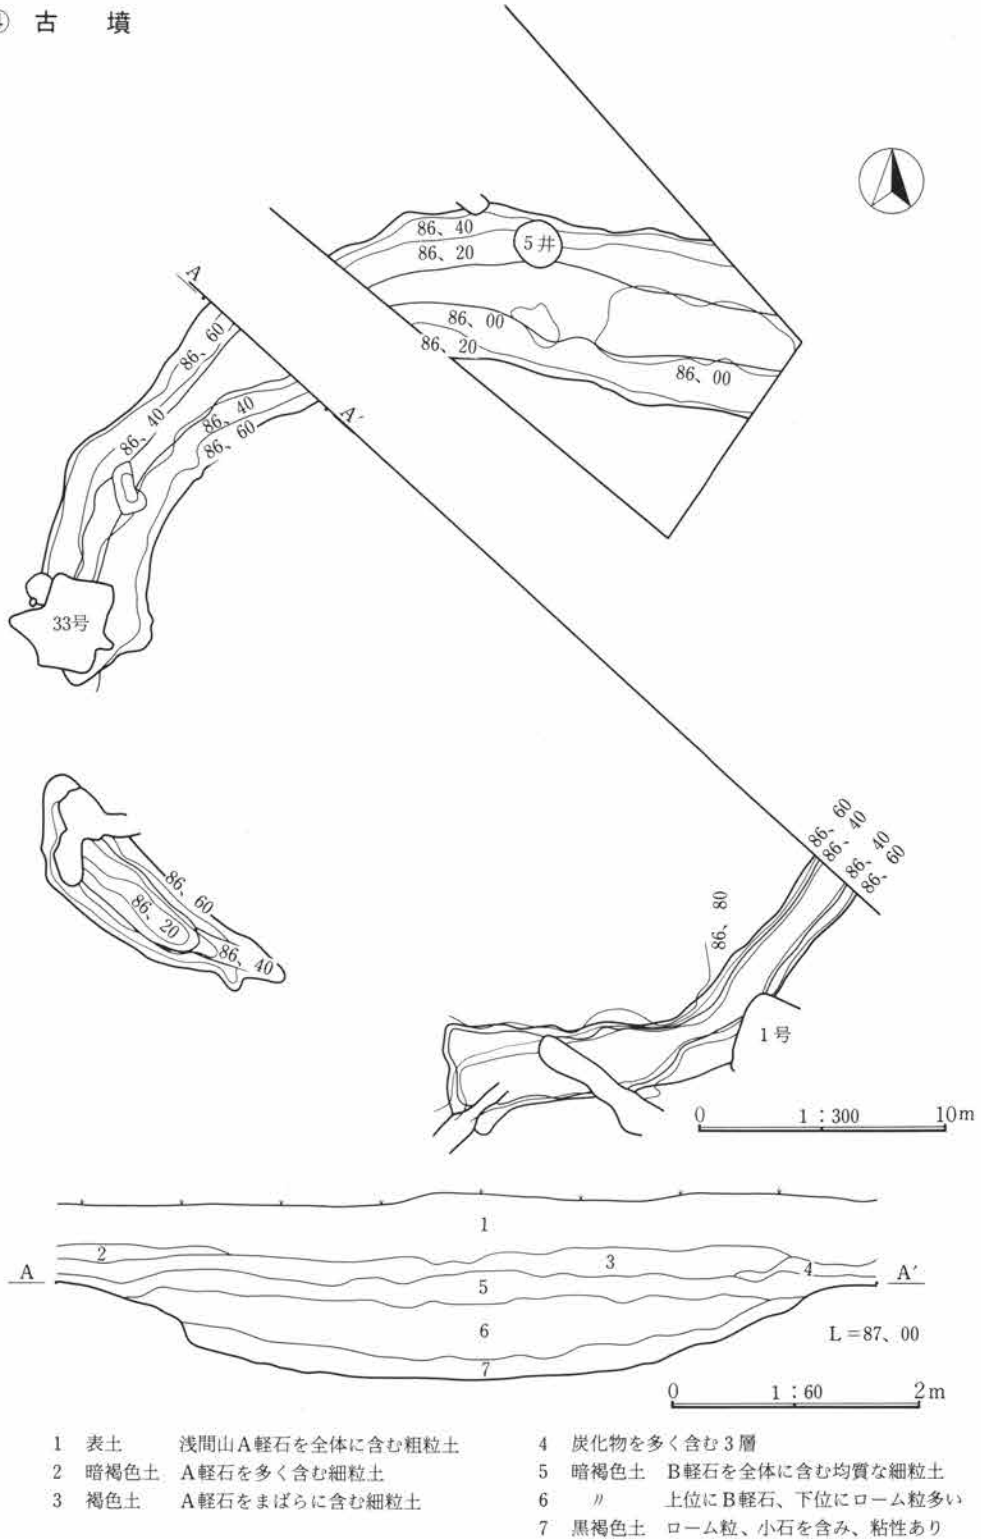 ④ 古墳
86、40
86、20
5井
86、00
86、20
86、00
A
86、60
86、40
86、40
86、60
A′
33号
86、60
86、20
86、40
86、60
86、40
86、40
86、60
86、80
1号
0 1：300 10m
1
2
3
4
5
6
7
A
A′
L＝87、00
0 1：60 2m
1 表土 浅間山A軽石を全体に含む粗粒土
2 暗褐色土 A軽石を多く含む細粒土
3 褐色土 A軽石をまばらに含む細粒土
4 炭化物を多く含む3層
5 暗褐色土 B軽石を全体に含む均質な細粒土
6 〃 上位にB軽石、下位にローム粒多い
7 黒褐色土 ローム粒、小石を含み、粘性あり